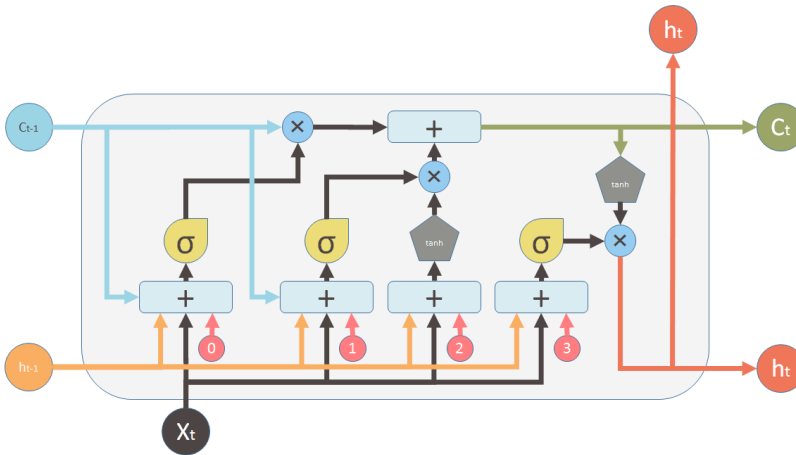 ht
Ct-1
×
+
Ct
tanh
×
σ
σ
tanh
σ
×
+
+
+
+
0
1
2
3
ht-1
ht
Xt